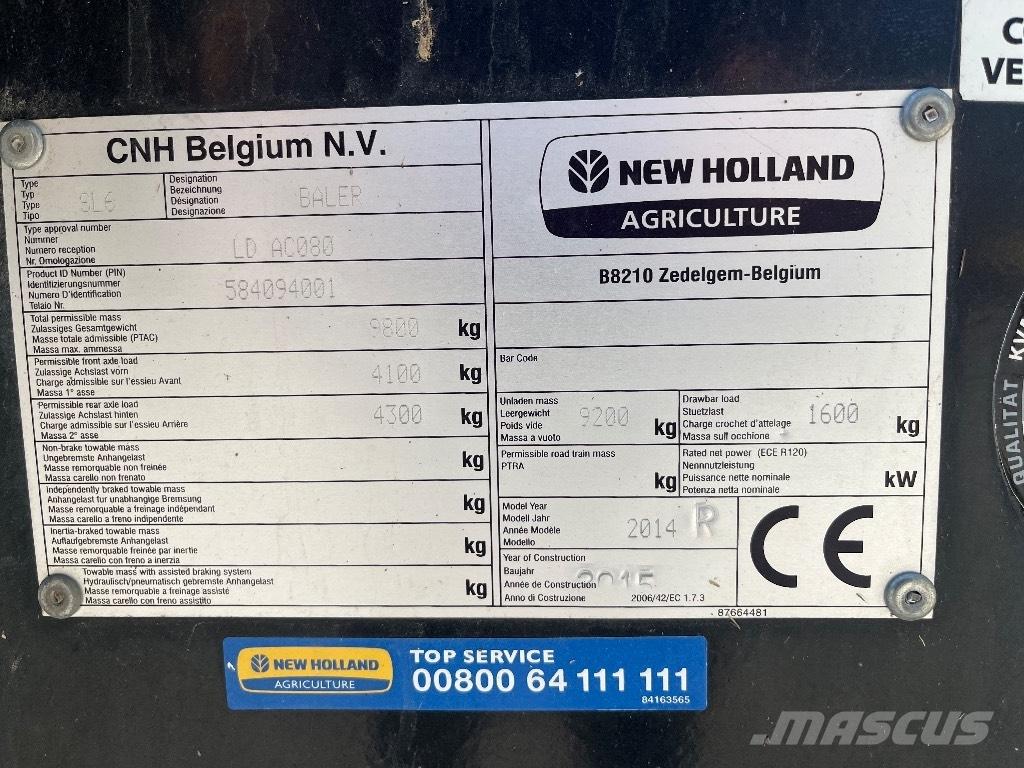 CNH Belgium N.V.
Type
Typ
Type
Tipo
Designation
Bezeichnung
Désignation
Designazione
BALER
Type approval number
Nummer
Numero reception
Nr. Omologazione
LD AC080
Product ID Number (PIN)
Identifizierungsnummer
Numero D'identification
Telaio Nr.
584094001
Total permissible mass
Zulassiges Gesamtgewicht
Masse totale admissible (PTAC)
Massa max. ammessa
9800 kg
Permissible front axle load
Zulassige Achslast vorn
Charge admissible sur l'essieu Avant
Massa 1° asse
4100 kg
Permissible rear axle load
Zulassige Achslast hinten
Charge admissible sur l'essieu Arrière
Massa 2° asse
4300 kg
Non-brake towable mass
Ungebremste Anhangelast
Masse remorquable non freinée
Massa carello non frenato
kg
Independently braked towable mass
Anhangelast fur unabhangige Bremsung
Masse remorquable a freinage indépendant
Massa carello a freno indipendente
kg
Inertia-braked towable mass
Auflaufgebremste Anhangelast
Masse remorquable freinée par inertie
Massa carello con freno a inerzia
kg
Towable mass with assisted braking system
Hydraulisch/pneumatisch gebremste Anhangelast
Masse remorquable a freinage assisté
Massa carello con freno assistito
kg
NEW HOLLAND
AGRICULTURE
B8210 Zedelgem-Belgium
Bar Code
Unladen mass
Leergewicht
Poids vide
Massa a vuoto
9200 kg
Drawbar load
Stuetzlast
Charge crochet d'attelage
Massa sull occhione
1600 kg
Permissible road train mass
PTRA
kg
Rated net power (ECE R120)
Nennnutzleistung
Puissance nette nominale
Potenza netta nominale
kW
Model Year
Modell Jahr
Année Modèle
Modello
2014 R
Year of Construction
Baujahr
Année de Construction
Anno di Costruzione
2015
2006/42/EC 1.7.3
CE
87664481
NEW HOLLAND
AGRICULTURE
TOP SERVICE
00800 64 111 111
84163565
QUALITÄT
MASCUS